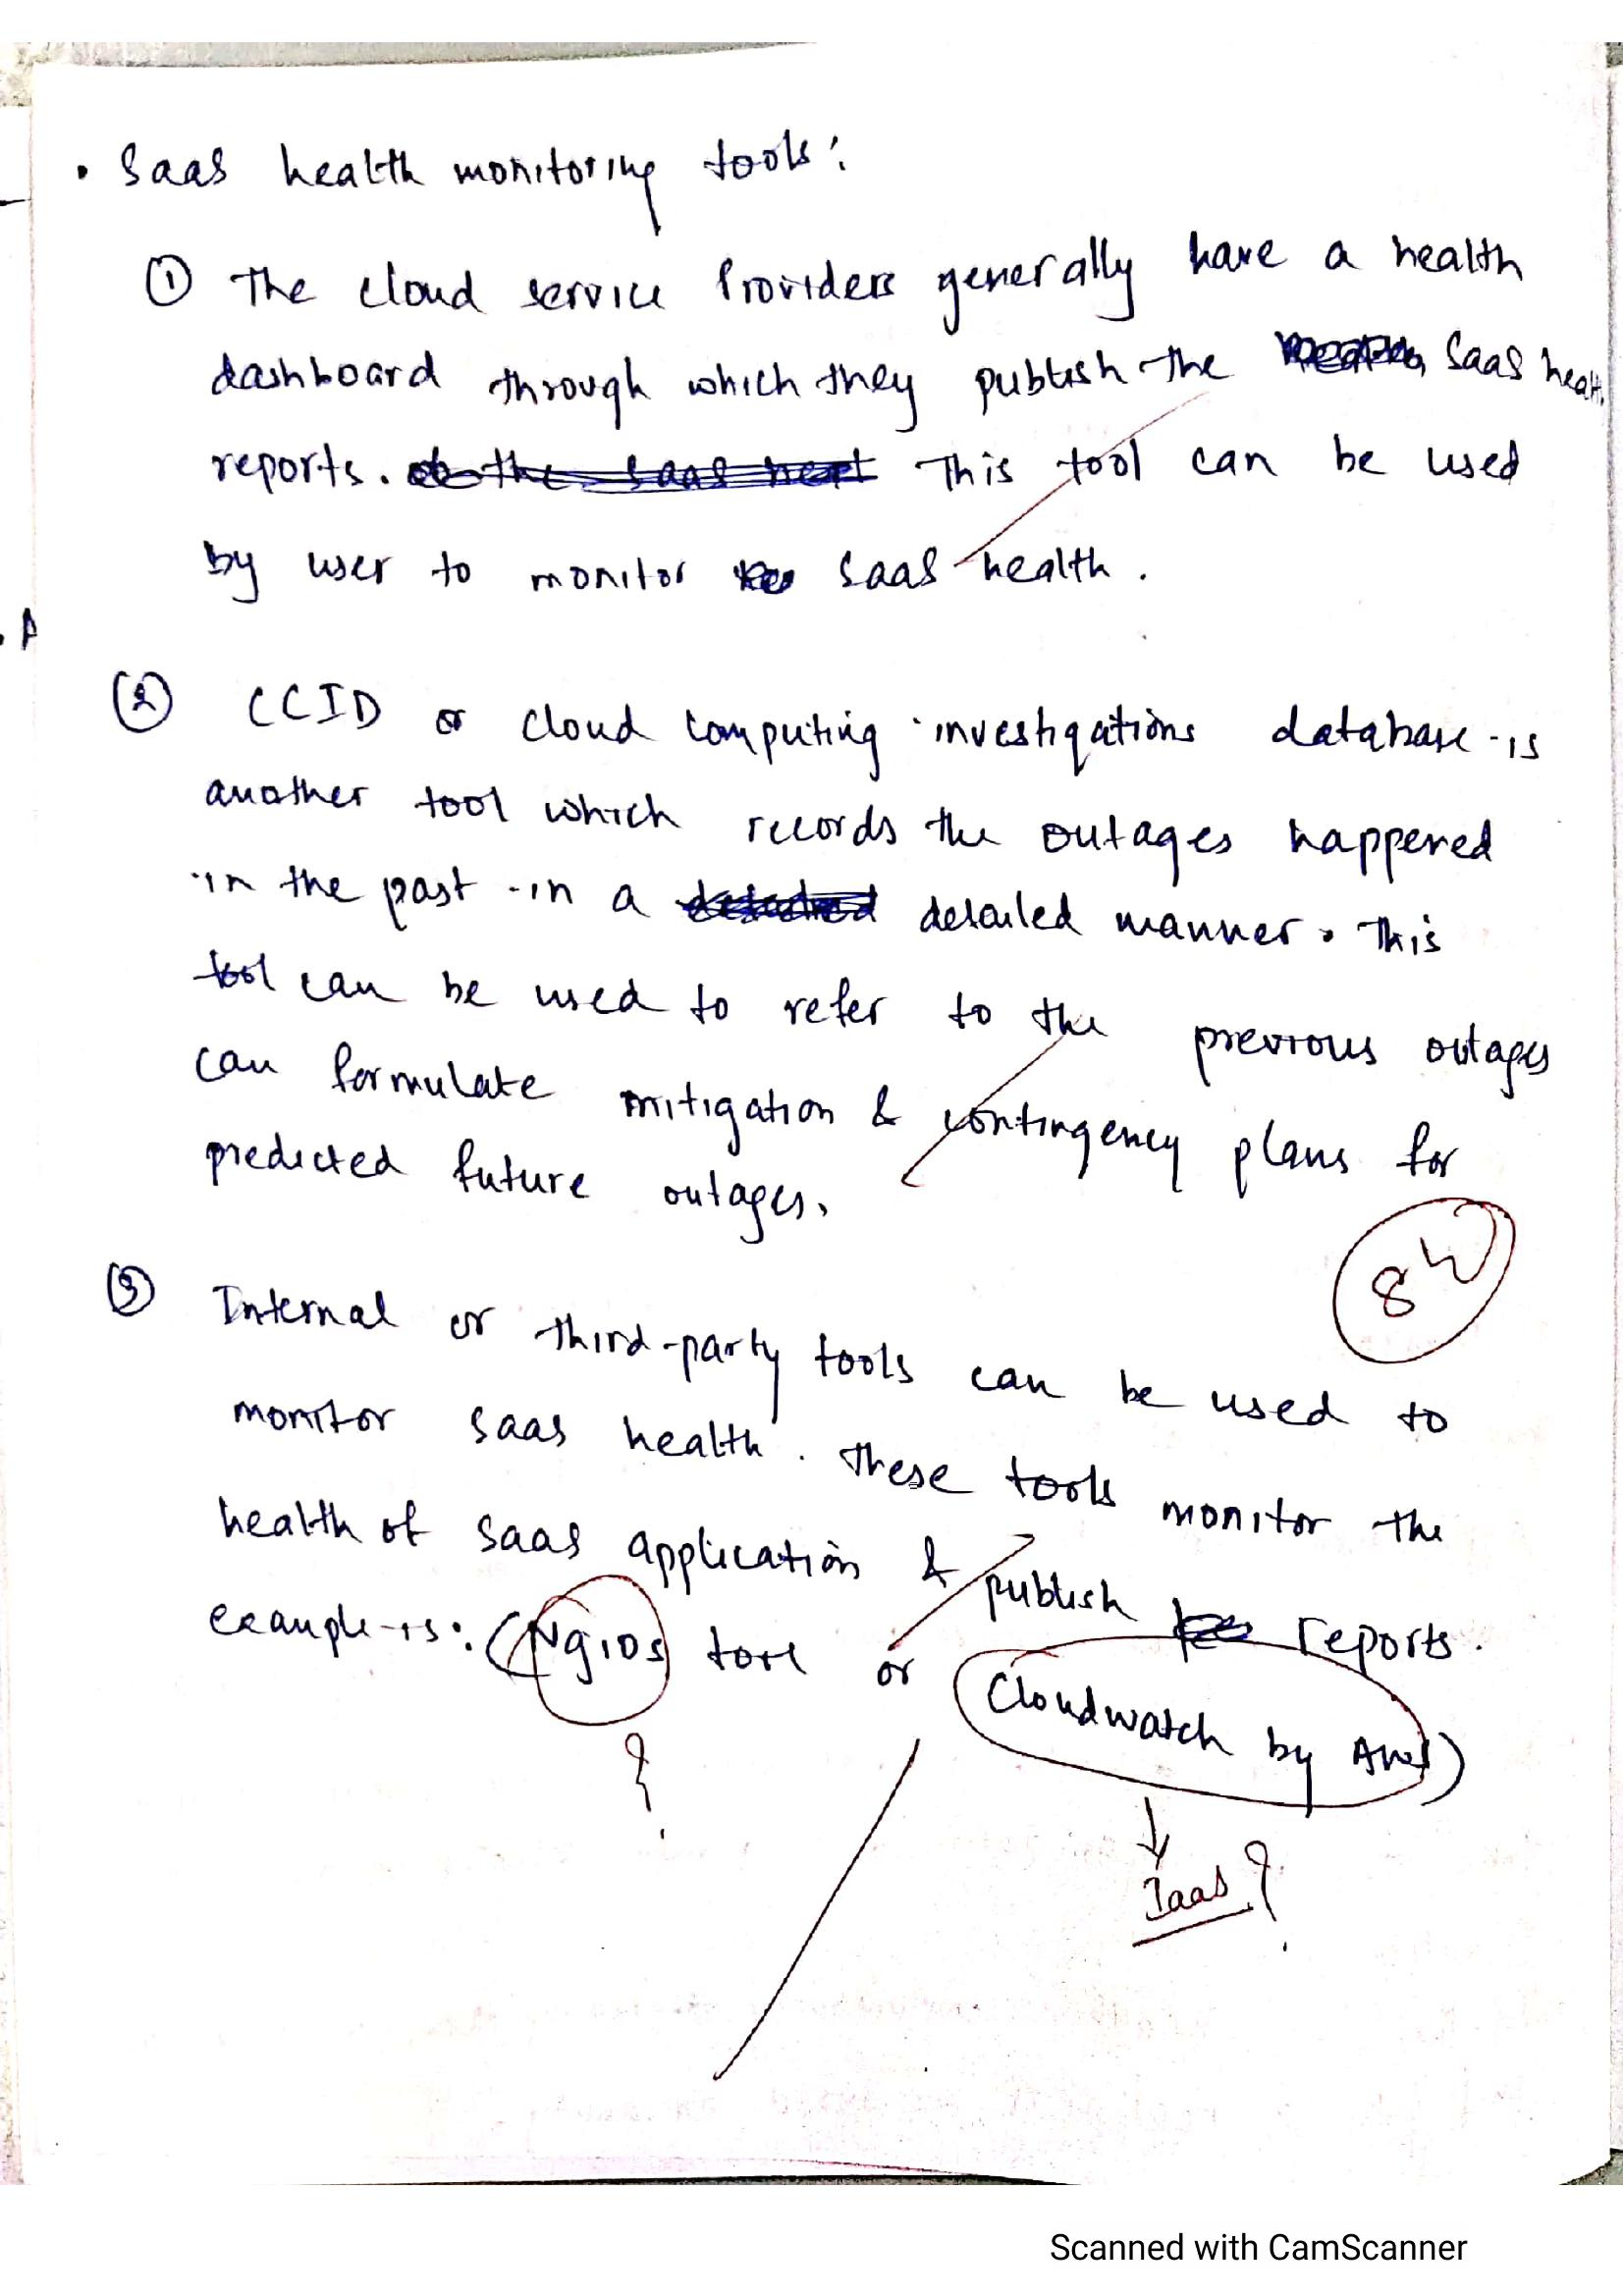 • Saas health monitoring tools:
① The cloud service Providers generally have a health
dashboard through which they publish the Saas healt
reports. This tool can be used
by user to monitor Saas health.
. A
② CCID or cloud computing investigations database is
another tool which records the outages happened
in the past in a detailed manner. This
tool can be used to refer to the previous outages
can formulate mitigation & contingency plans for
predicted future outages.
8
③ Internal or third-party tools can be used to
monitor saas health. These tools monitor the
health of saas application & publish reports.
example is: (Ngios tool or Cloudwatch by Aws)
?
↓
Iaas?
Scanned with CamScanner